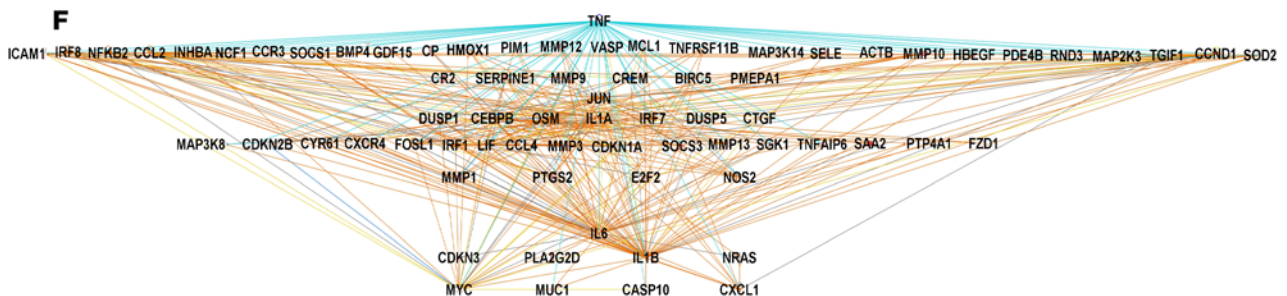 F
TNF
ICAM1 IRF8 NFKB2 CCL2 INHBA NCF1 CCR3 SOCS1 BMP4 GDF15 CP HMOX1 PIM1 MMP12 VASP MCL1 TNFRSF11B MAP3K14 SELE ACTB MMP10 HBEGF PDE4B RND3 MAP2K3 TGIF1 CCND1 SOD2
CR2 SERPINE1 MMP9 CREM BIRC5 PMEPA1
JUN
DUSP1 CEBPB OSM IL1A IRF7 DUSP5 CTGF
MAP3K8 CDKN2B CYR61 CXCR4 FOSL1 IRF1 LIF CCL4 MMP3 CDKN1A SOCS3 MMP13 SGK1 TNFAIP6 SAA2 PTP4A1 FZD1
MMP1 PTGS2 E2F2 NOS2
IL6
CDKN3 PLA2G2D IL1B NRAS
MYC MUC1 CASP10 CXCL1